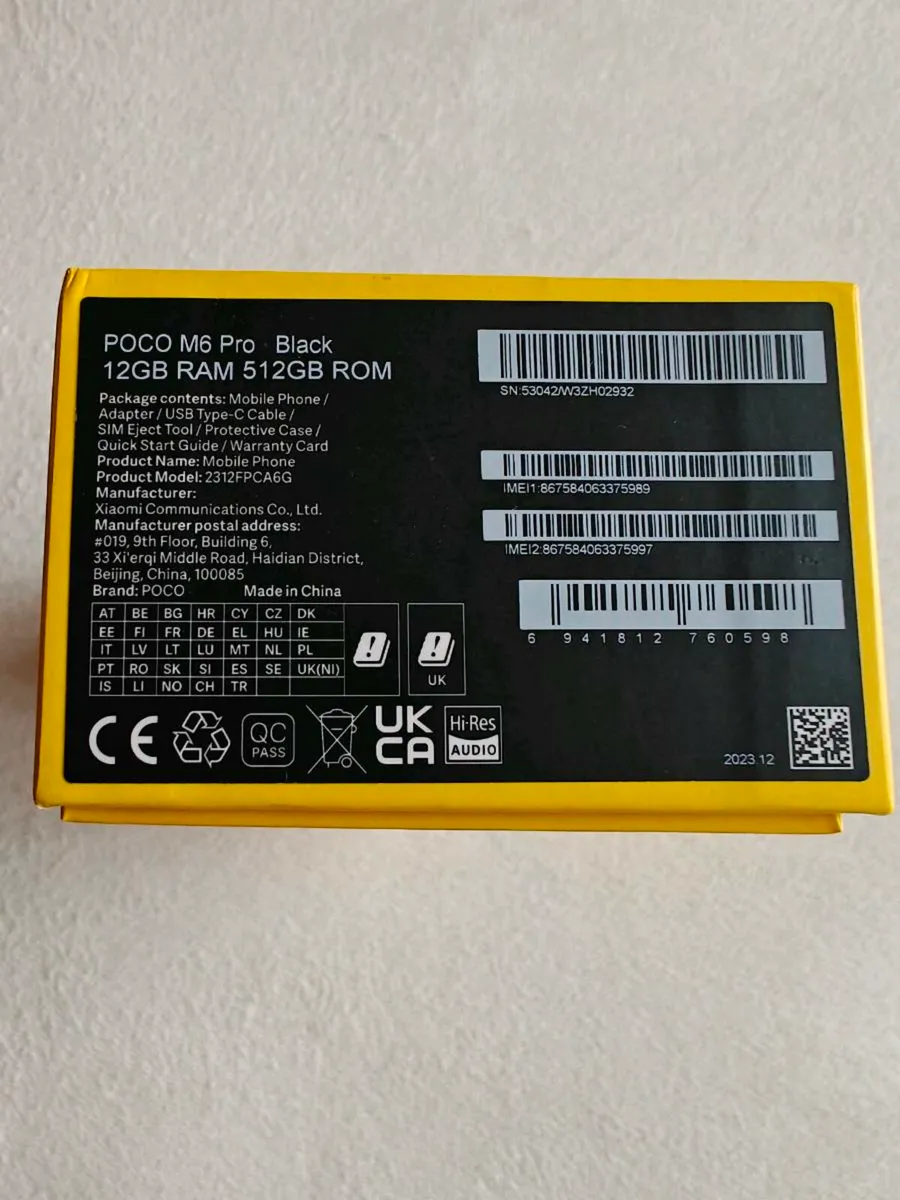 POCO M6 Pro Black
12GB RAM 512GB ROM
Package contents: Mobile Phone /
Adapter / USB Type-C Cable /
SIM Eject Tool / Protective Case /
Quick Start Guide / Warranty Card
Product Name: Mobile Phone
Product Model: 2312FPCA6G
Manufacturer:
Xiaomi Communications Co., Ltd.
Manufacturer postal address:
#019, 9th Floor, Building 6,
33 Xi'erqi Middle Road, Haidian District,
Beijing, China, 100085
Brand: POCO Made in China
AT BE BG HR CY CZ DK
EE FI FR DE EL HU IE
IT LV LT LU MT NL PL
PT RO SK SI ES SE UK(NI)
IS LI NO CH TR
UK
CE
QC
PASS
UK
CA
Hi-Res
AUDIO
SN:53042/W3ZH02932
IMEI1:867584063375989
IMEI2:867584063375997
6 941812 760598
2023.12